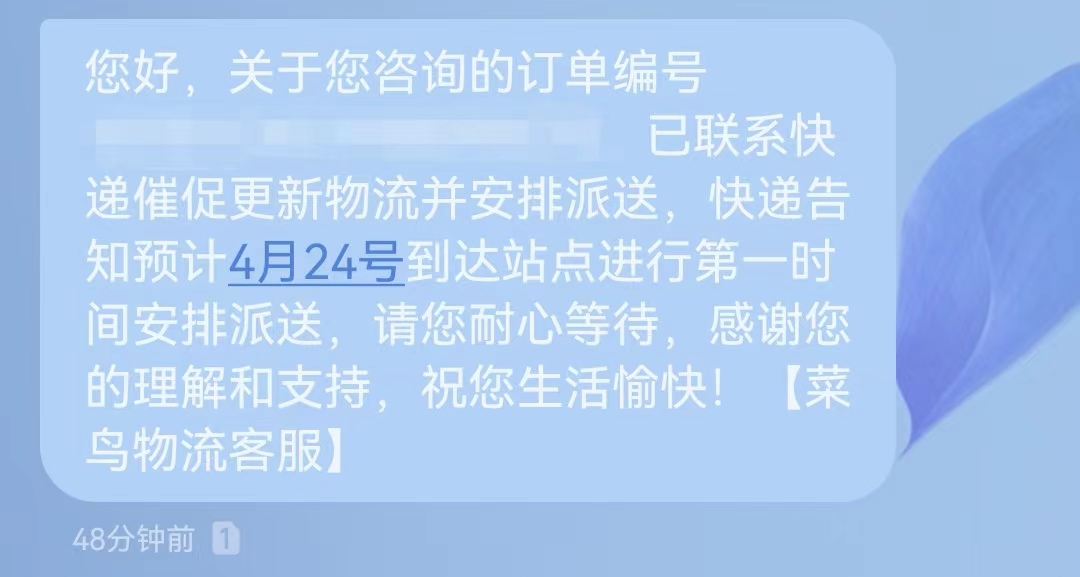 您好，关于您咨询的订单编号
已联系快
递催促更新物流并安排派送，快递告
知预计4月24号到达站点进行第一时
间安排派送，请您耐心等待，感谢您
的理解和支持，祝您生活愉快！【菜
鸟物流客服】
48分钟前 1